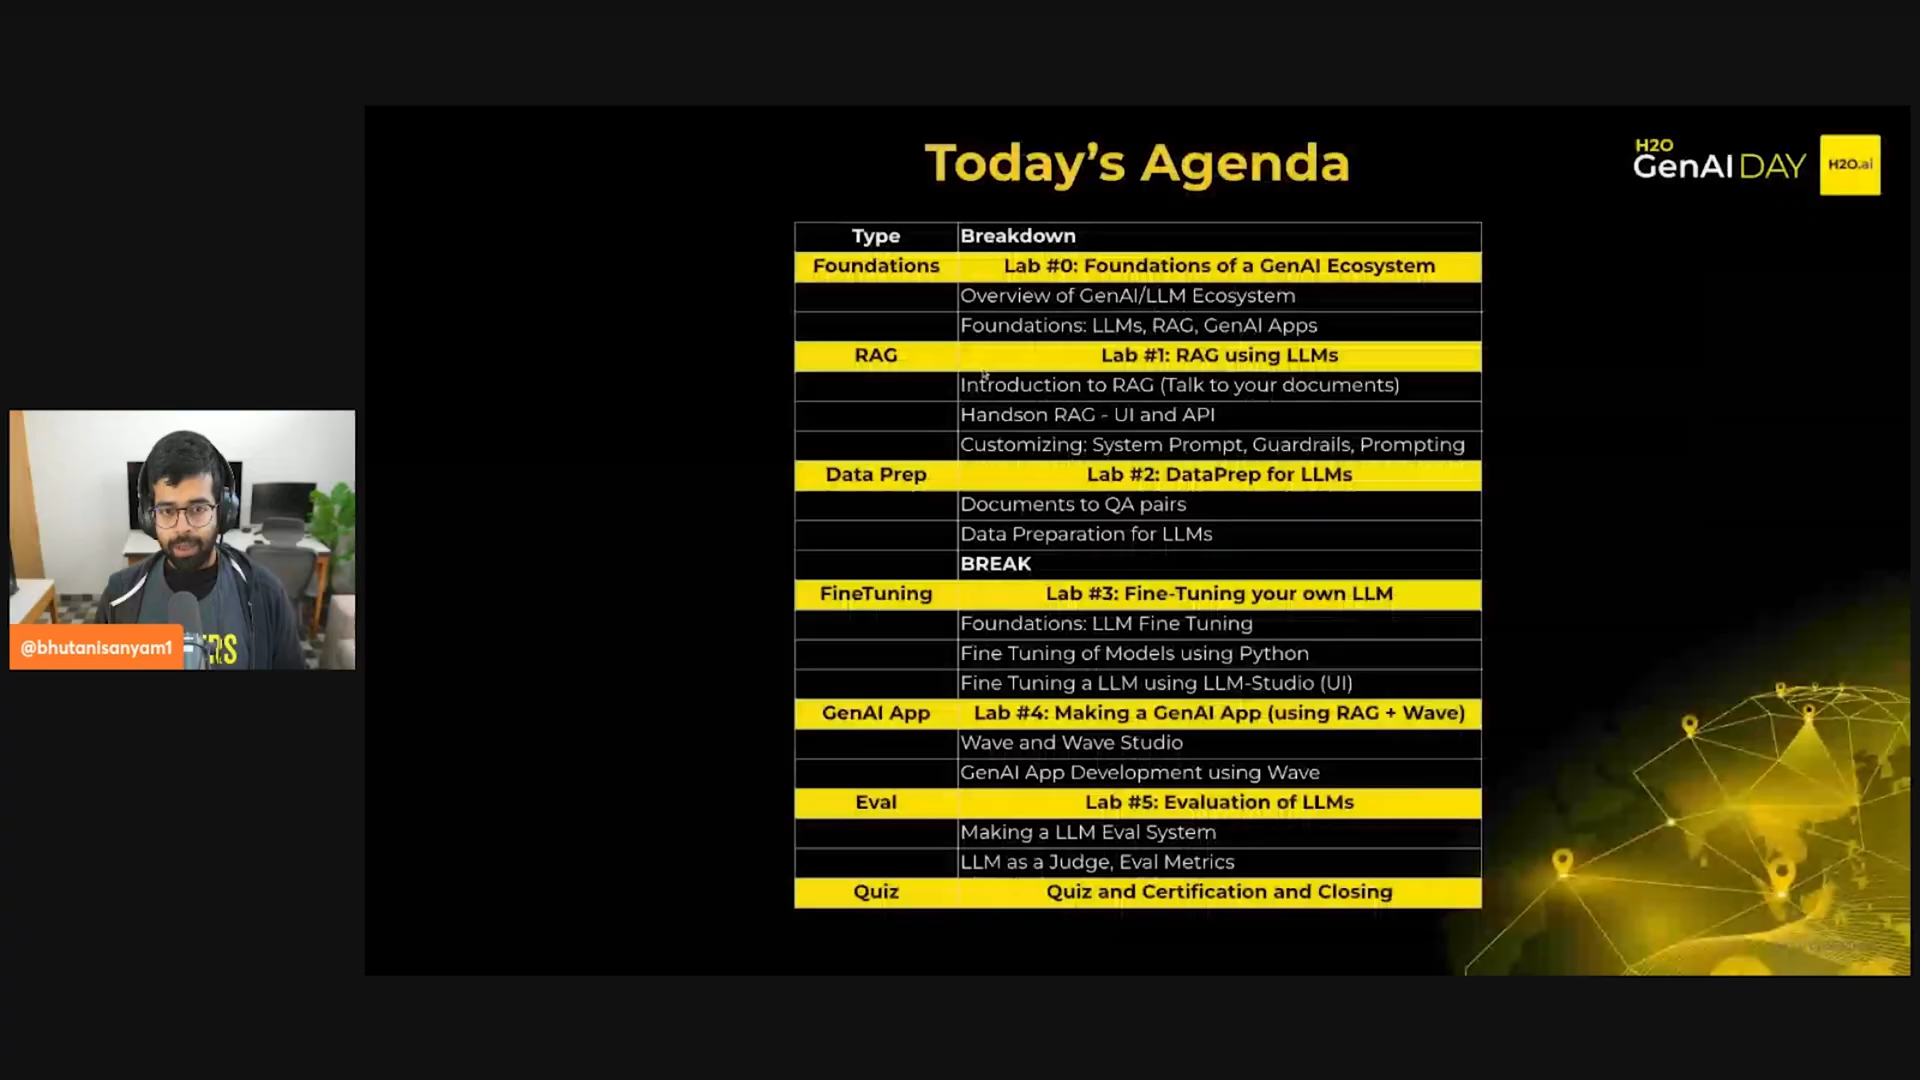 Today's Agenda
H2O
GenAI DAY
H2O.ai
Type Breakdown
Foundations Lab #0: Foundations of a GenAI Ecosystem
Overview of GenAI/LLM Ecosystem
Foundations: LLMs, RAG, GenAI Apps
RAG Lab #1: RAG using LLMs
Introduction to RAG (Talk to your documents)
Handson RAG - UI and API
Customizing: System Prompt, Guardrails, Prompting
Data Prep Lab #2: DataPrep for LLMs
Documents to QA pairs
Data Preparation for LLMs
BREAK
FineTuning Lab #3: Fine-Tuning your own LLM
Foundations: LLM Fine Tuning
Fine Tuning of Models using Python
Fine Tuning a LLM using LLM-Studio (UI)
GenAI App Lab #4: Making a GenAI App (using RAG + Wave)
Wave and Wave Studio
GenAI App Development using Wave
Eval Lab #5: Evaluation of LLMs
Making a LLM Eval System
LLM as a Judge, Eval Metrics
Quiz Quiz and Certification and Closing
@bhutanisanyam1